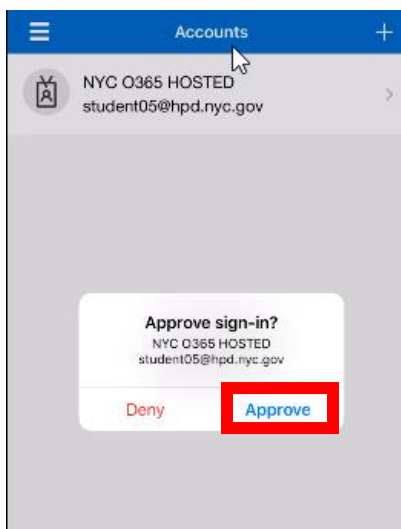 Accounts
NYC O365 HOSTED
student05@hpd.nyc.gov
Approve sign-in?
NYC O365 HOSTED
student05@hpd.nyc.gov
Deny Approve